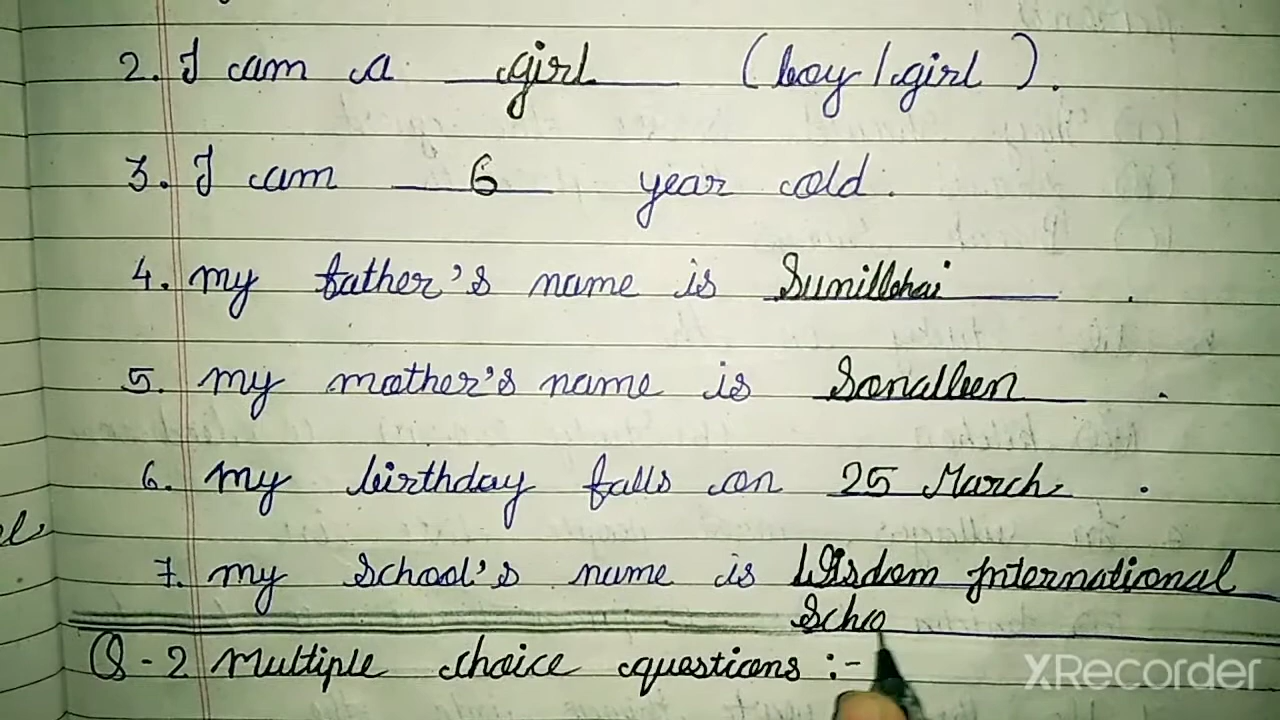 2. I am a girl (boy/girl).
3. I am 6 year old.
4. my father's name is Sunilbhai .
5. my mother's name is Sonalben .
6. my birthday falls on 25 March .
7. my school's name is Wisdom International
Scho
Q-2 Multiple choice questions :-
XRecorder